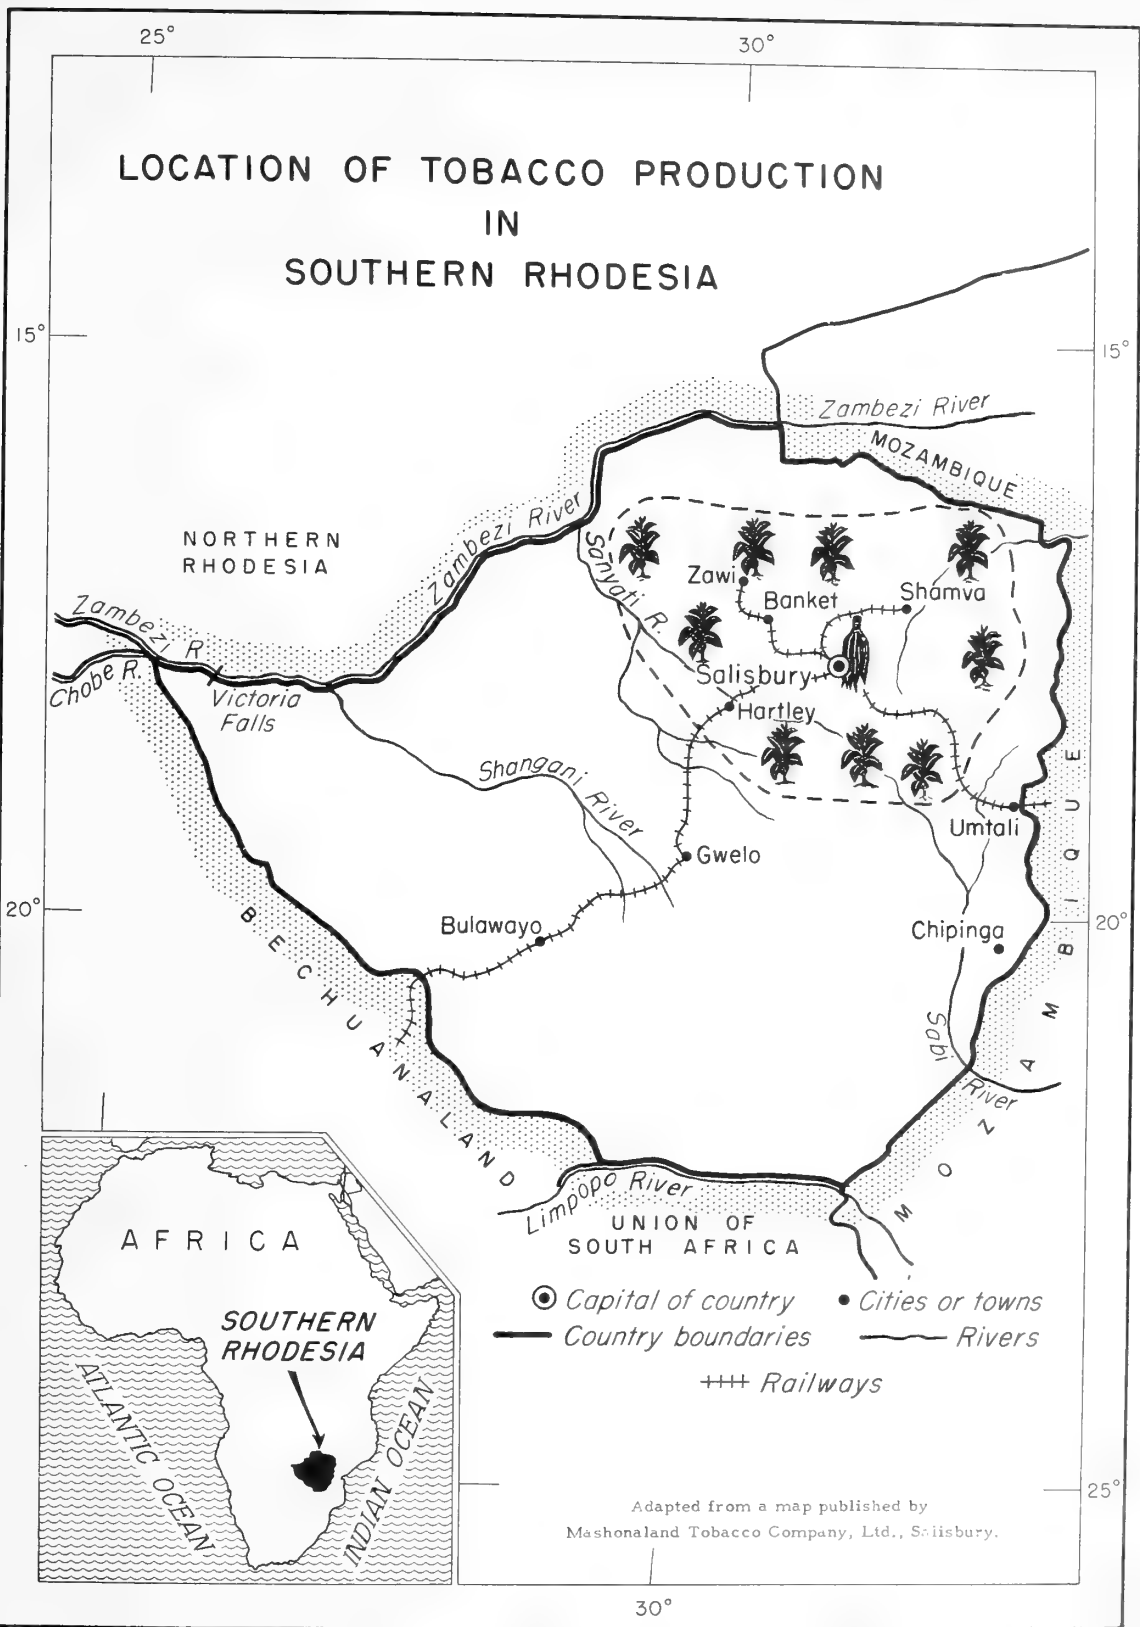 25°
30°
LOCATION OF TOBACCO PRODUCTION
IN
SOUTHERN RHODESIA
15°
15°
Zambezi River
MOZAMBIQUE
NORTHERN
RHODESIA
Zambezi River
Sanyati R.
Zawi
Banket
Shamva
Zambezi R
Chobe R.
Victoria
Falls
Salisbury
Hartley
Shangani River
Umtali
Gwelo
20°
20°
Bulawayo
Chipinga
BECHUANALAND
MOZAMBIQUE
Sabi River
Limpopo River
UNION OF
SOUTH AFRICA
AFRICA
SOUTHERN
RHODESIA
ATLANTIC OCEAN
INDIAN OCEAN
Capital of country
Cities or towns
Country boundaries
Rivers
Railways
25°
Adapted from a map published by
Mashonaland Tobacco Company, Ltd., Salisbury.
30°